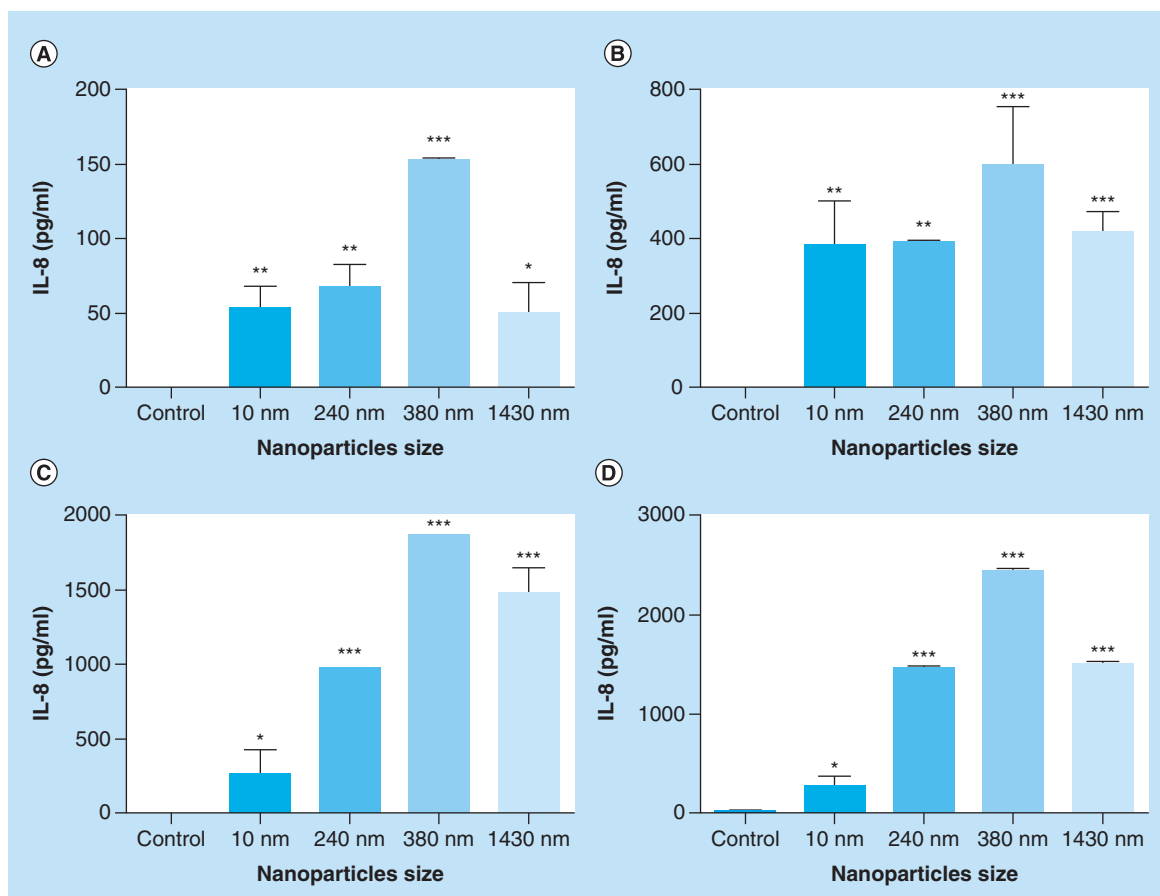 A
200
150
100
50
0
IL-8 (pg/ml)
**
**
***
*
Control 10 nm 240 nm 380 nm 1430 nm
Nanoparticles size
B
800
600
400
200
0
IL-8 (pg/ml)
**
**
***
***
Control 10 nm 240 nm 380 nm 1430 nm
Nanoparticles size
C
2000
1500
1000
500
0
IL-8 (pg/ml)
*
***
***
***
Control 10 nm 240 nm 380 nm 1430 nm
Nanoparticles size
D
3000
2000
1000
0
IL-8 (pg/ml)
*
***
***
***
Control 10 nm 240 nm 380 nm 1430 nm
Nanoparticles size